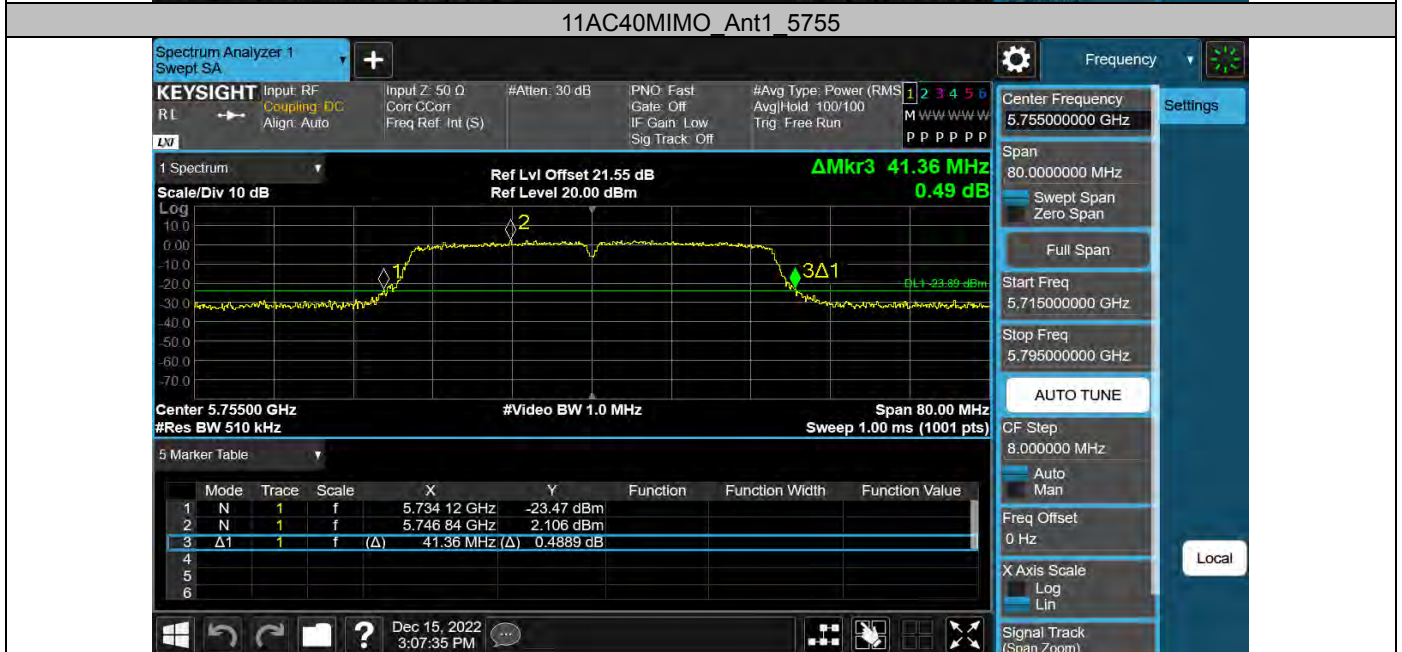 11AC40MIMO_Ant1_5755
Spectrum Analyzer 1
Swept SA
+
Frequency
KEYSIGHT
RL
LXI
Input: RF
Coupling: DC
Align: Auto
Input Z: 50 Ω
Corr CCorr
Freq Ref: Int (S)
#Atten: 30 dB
PNO: Fast
Gate: Off
IF Gain: Low
Sig Track: Off
#Avg Type: Power (RMS
Avg|Hold: 100/100
Trig: Free Run
1 2 3 4 5 6
M W W W W W
P P P P P P
1 Spectrum
Scale/Div 10 dB
Ref Lvl Offset 21.55 dB
Ref Level 20.00 dBm
ΔMkr3 41.36 MHz
0.49 dB
Log
10.0
0.00
-10.0
-20.0
-30.0
-40.0
-50.0
-60.0
-70.0
1
2
3Δ1
DL1 -23.89 dBm
Center 5.75500 GHz
#Res BW 510 kHz
#Video BW 1.0 MHz
Span 80.00 MHz
Sweep 1.00 ms (1001 pts)
5 Marker Table
Mode Trace Scale X Y Function Function Width Function Value
1 N 1 f 5.734 12 GHz -23.47 dBm
2 N 1 f 5.746 84 GHz 2.106 dBm
3 Δ1 1 f (Δ) 41.36 MHz (Δ) 0.4889 dB
4
5
6
Center Frequency
5.755000000 GHz
Settings
Span
80.0000000 MHz
Swept Span
Zero Span
Full Span
Start Freq
5.715000000 GHz
Stop Freq
5.795000000 GHz
AUTO TUNE
CF Step
8.000000 MHz
Auto
Man
Freq Offset
0 Hz
X Axis Scale
Log
Lin
Local
Signal Track
(Span Zoom)
?
Dec 15, 2022
3:07:35 PM